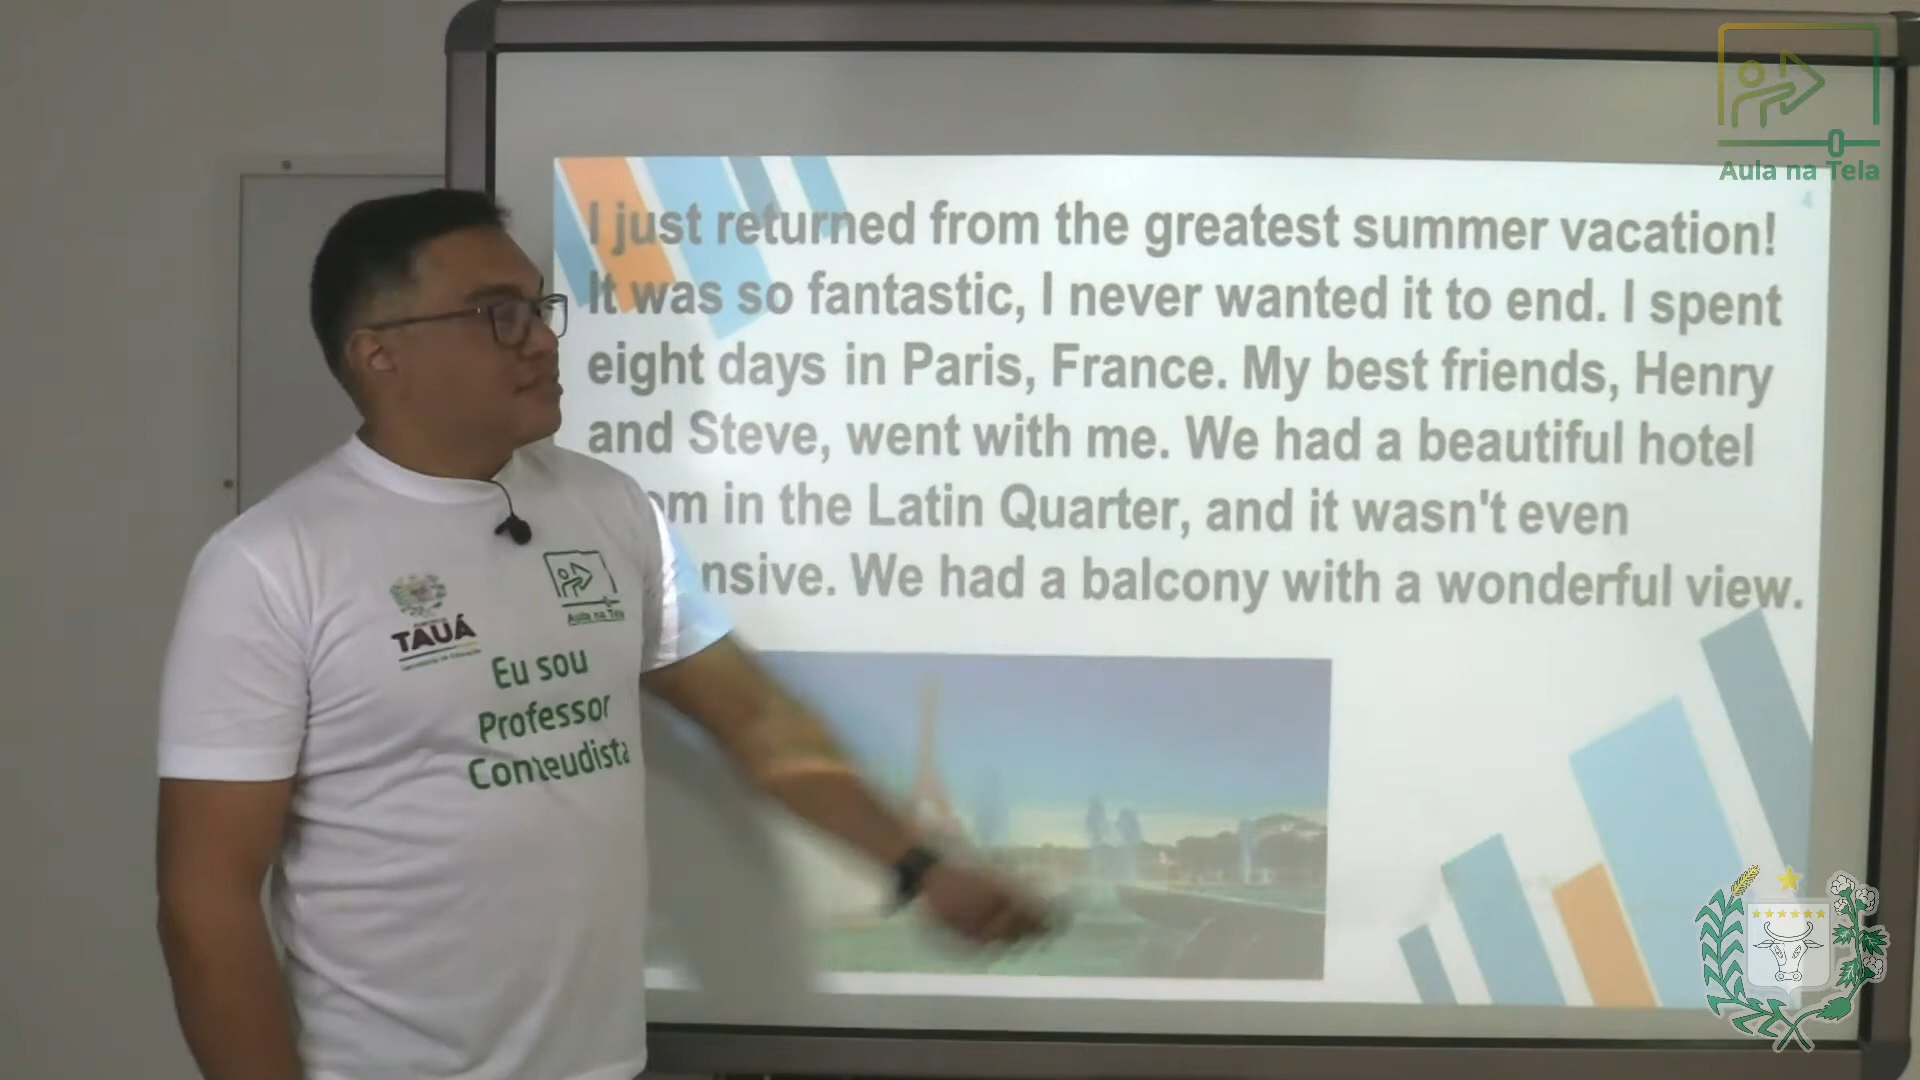 Aula na Tela
4
I just returned from the greatest summer vacation!
It was so fantastic, I never wanted it to end. I spent
eight days in Paris, France. My best friends, Henry
and Steve, went with me. We had a beautiful hotel
om in the Latin Quarter, and it wasn't even
nsive. We had a balcony with a wonderful view.
TAUÁ
Aula na Tela
Eu sou
Professor
Conteudista